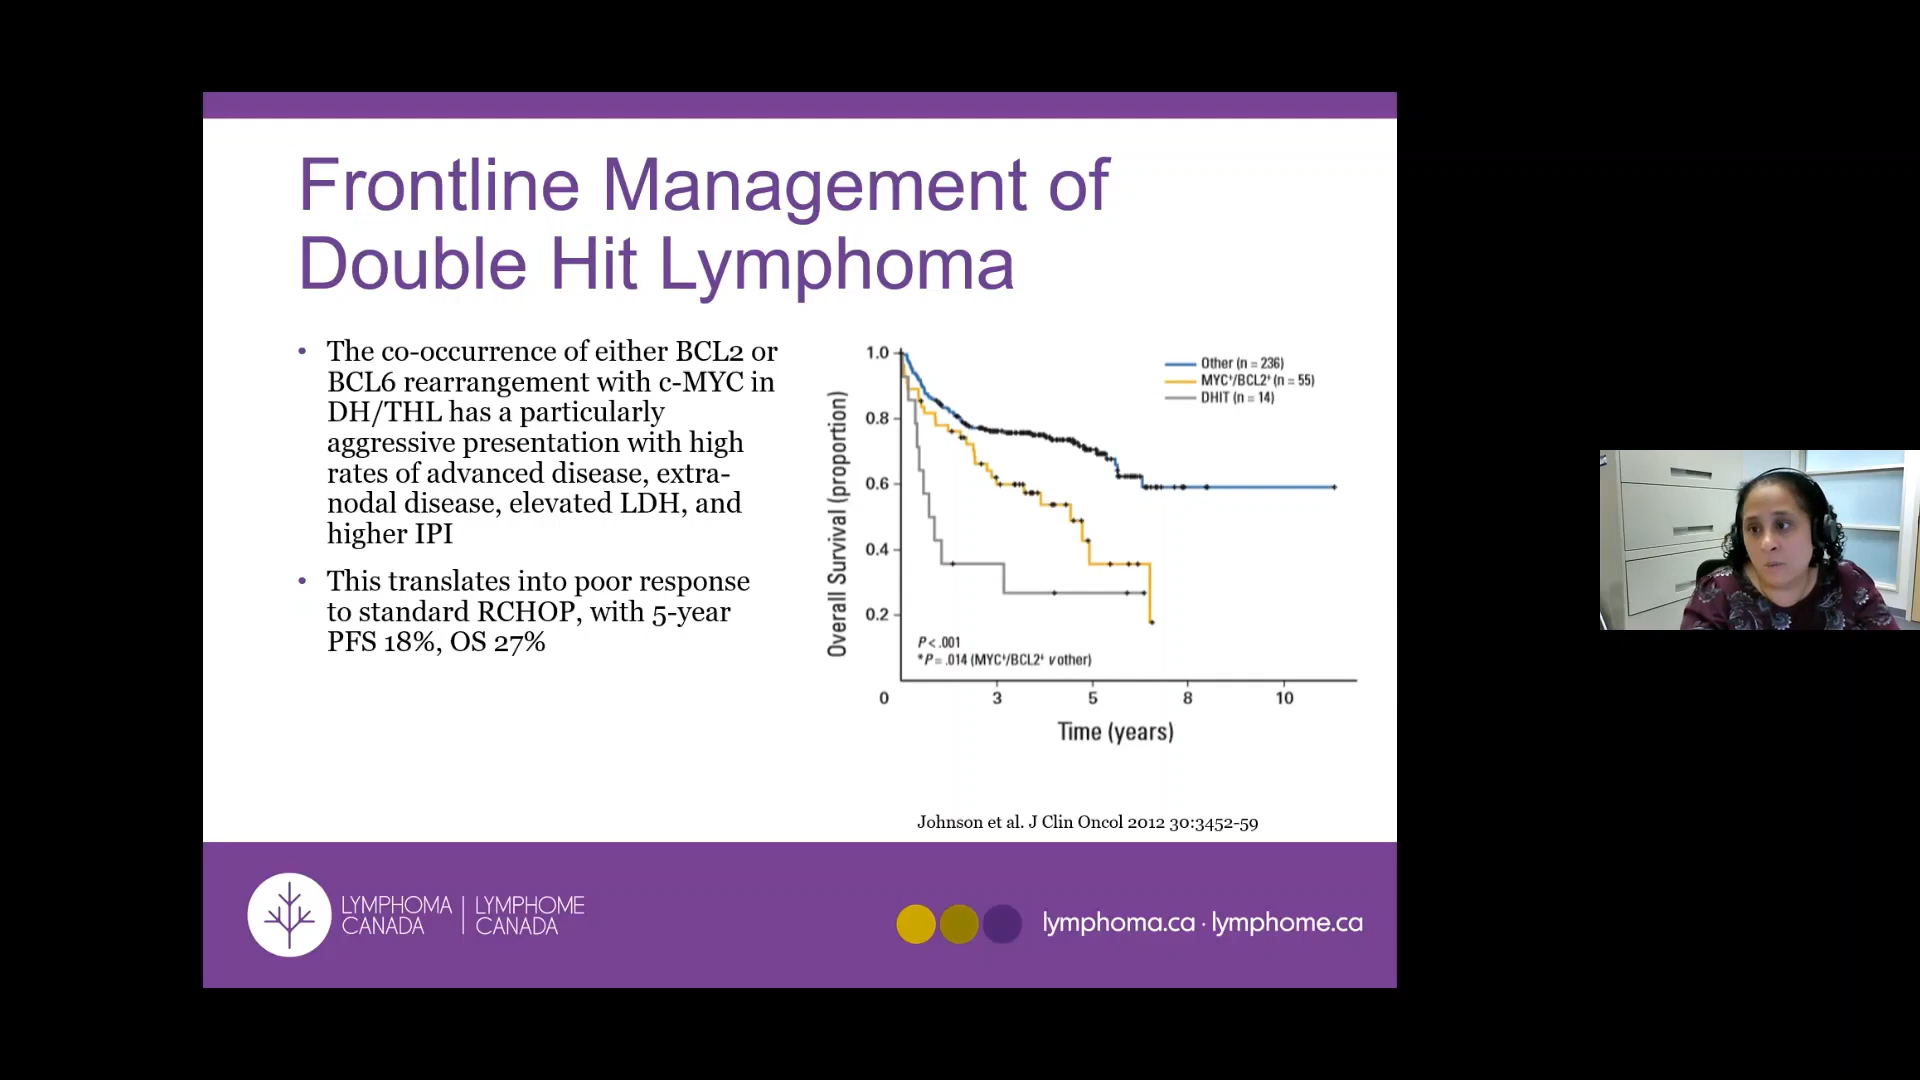 Frontline Management of
Double Hit Lymphoma
• The co-occurrence of either BCL2 or
BCL6 rearrangement with c-MYC in
DH/THL has a particularly
aggressive presentation with high
rates of advanced disease, extra-
nodal disease, elevated LDH, and
higher IPI
• This translates into poor response
to standard RCHOP, with 5-year
PFS 18%, OS 27%
Overall Survival (proportion)
1.0
0.8
0.6
0.4
0.2
0
3
5
8
10
Time (years)
Other (n = 236)
MYC⁺/BCL2⁺ (n = 55)
DHIT (n = 14)
P < .001
*P = .014 (MYC⁺/BCL2⁺ v other)
Johnson et al. J Clin Oncol 2012 30:3452-59
LYMPHOMA CANADA | LYMPHOME CANADA
lymphoma.ca · lymphome.ca